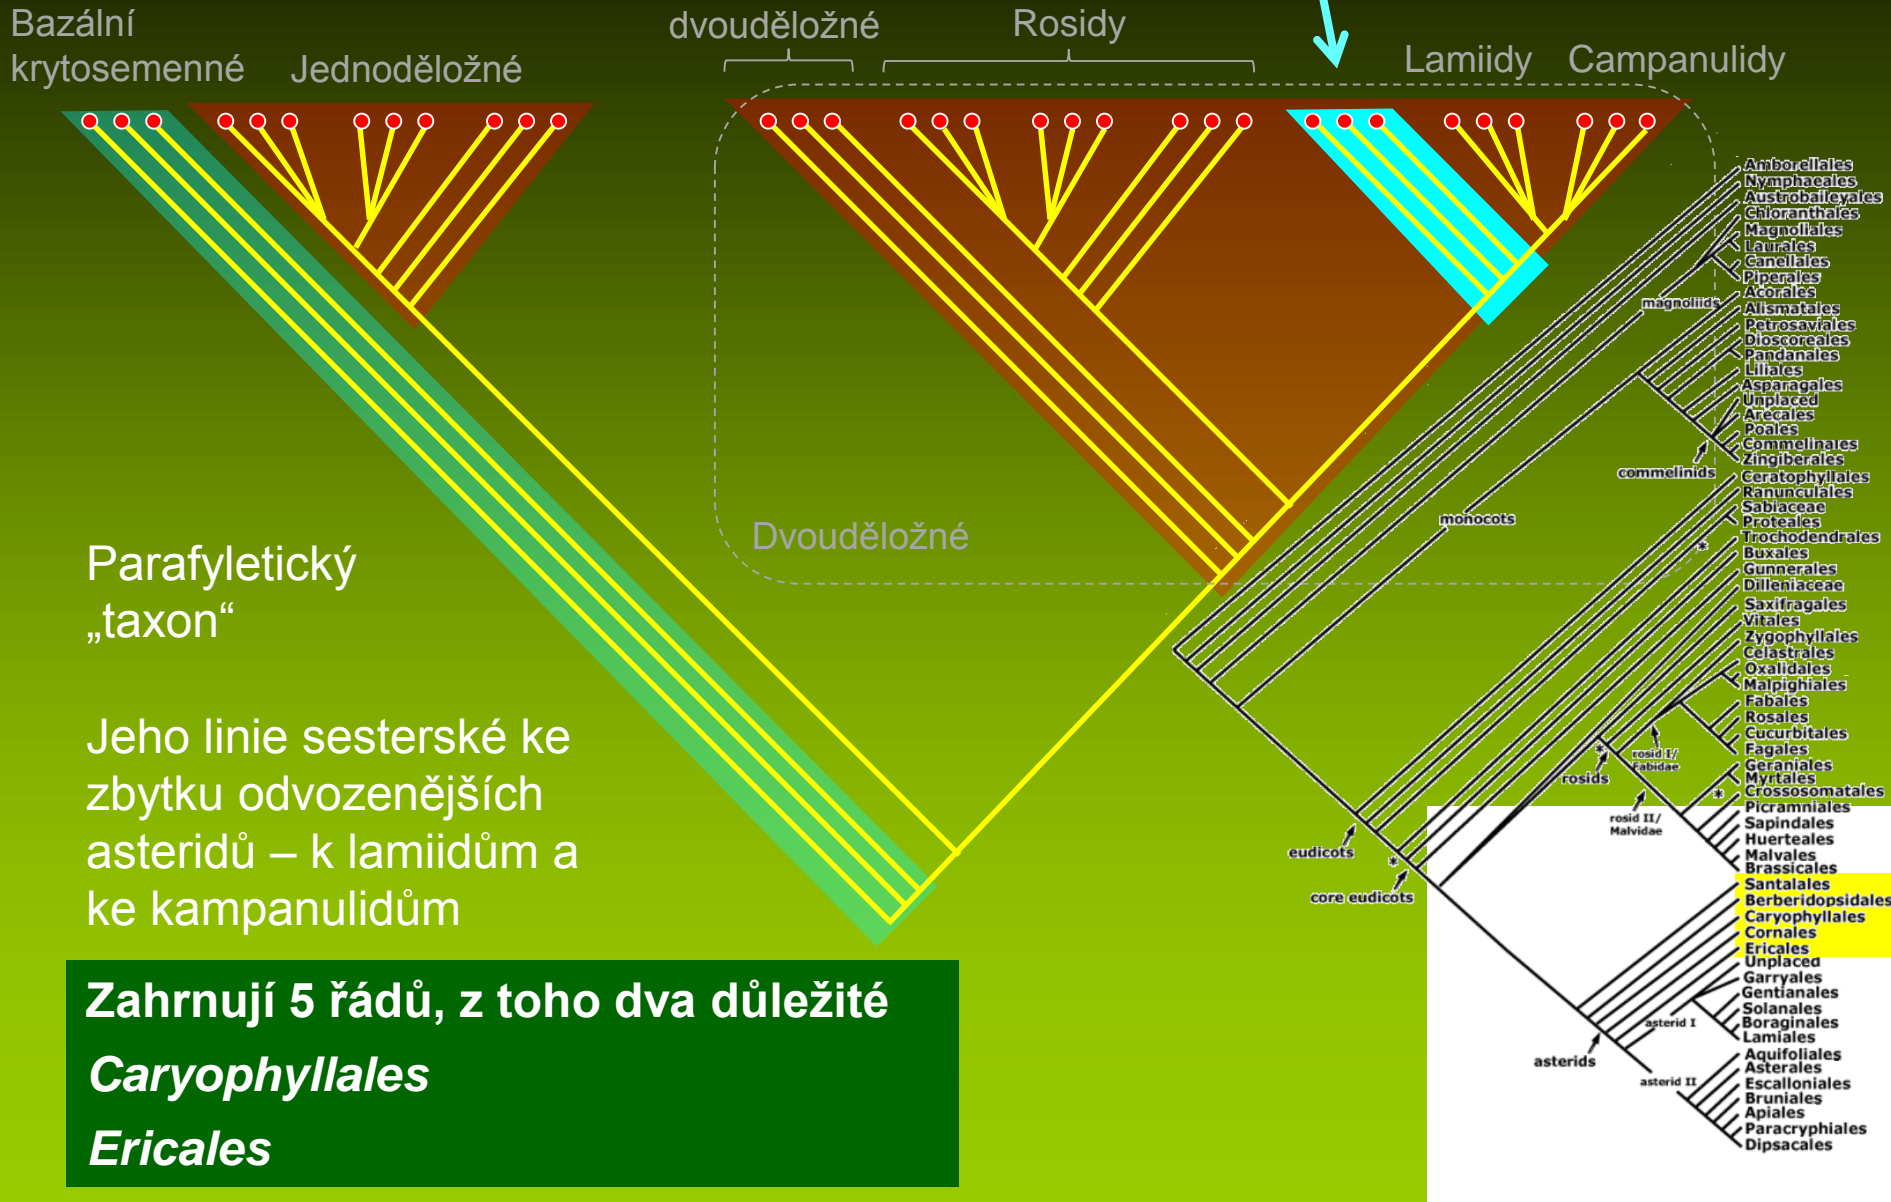 Bazální
krytosemenné
Jednoděložné
dvouděložné
Rosidy
Lamiidy
Campanulidy
Dvouděložné
Parafyletický
„taxon“
Jeho linie sesterské ke
zbytku odvozenějších
asteridů – k lamiidům a
ke kampanulidům
Zahrnují 5 řádů, z toho dva důležité
Caryophyllales
Ericales
Amborellales
Nymphaeales
Austrobaileyales
Chloranthales
Magnoliales
Laurales
Canellales
Piperales
magnoliids
Acorales
Alismatales
Petrosaviales
Dioscoreales
Pandanales
Liliales
Asparagales
Unplaced
Arecales
Poales
Commelinales
Zingiberales
commelinids
monocots
Ceratophyllales
Ranunculales
Sabiaceae
Proteales
Trochodendrales
*
Buxales
Gunnerales
Dilleniaceae
Saxifragales
Vitales
Zygophyllales
Celastrales
Oxalidales
Malpighiales
Fabales
Rosales
Cucurbitales
Fagales
*
rosid I/
Fabidae
rosids
Geraniales
Myrtales
Crossosomatales
*
Picramniales
rosid II/
Malvidae
Sapindales
Huerteales
Malvales
Brassicales
eudicots
*
core eudicots
Santalales
Berberidopsidales
Caryophyllales
Cornales
Ericales
Unplaced
Garryales
Gentianales
Solanales
Boraginales
Lamiales
asterid I
asterids
Aquifoliales
Asterales
Escalloniales
Bruniales
Apiales
Paracryphiales
Dipsacales
asterid II